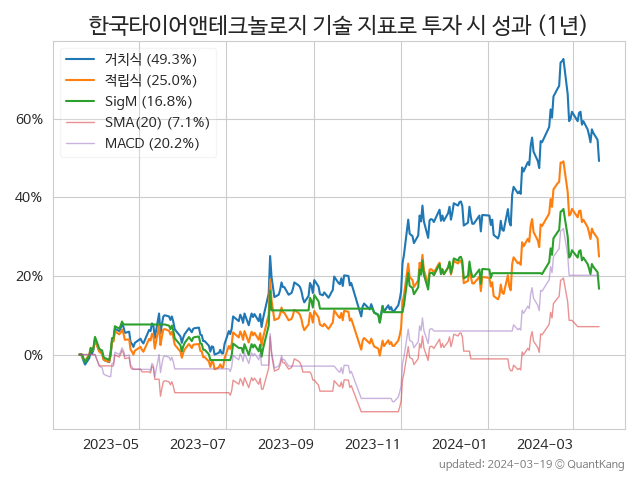 한국타이어앤테크놀로지 기술 지표로 투자 시 성과 (1년)
거치식 (49.3%)
적립식 (25.0%)
SigM (16.8%)
SMA(20) (7.1%)
MACD (20.2%)
60%
40%
20%
0%
2023-05 2023-07 2023-09 2023-11 2024-01 2024-03
updated: 2024-03-19 © QuantKang